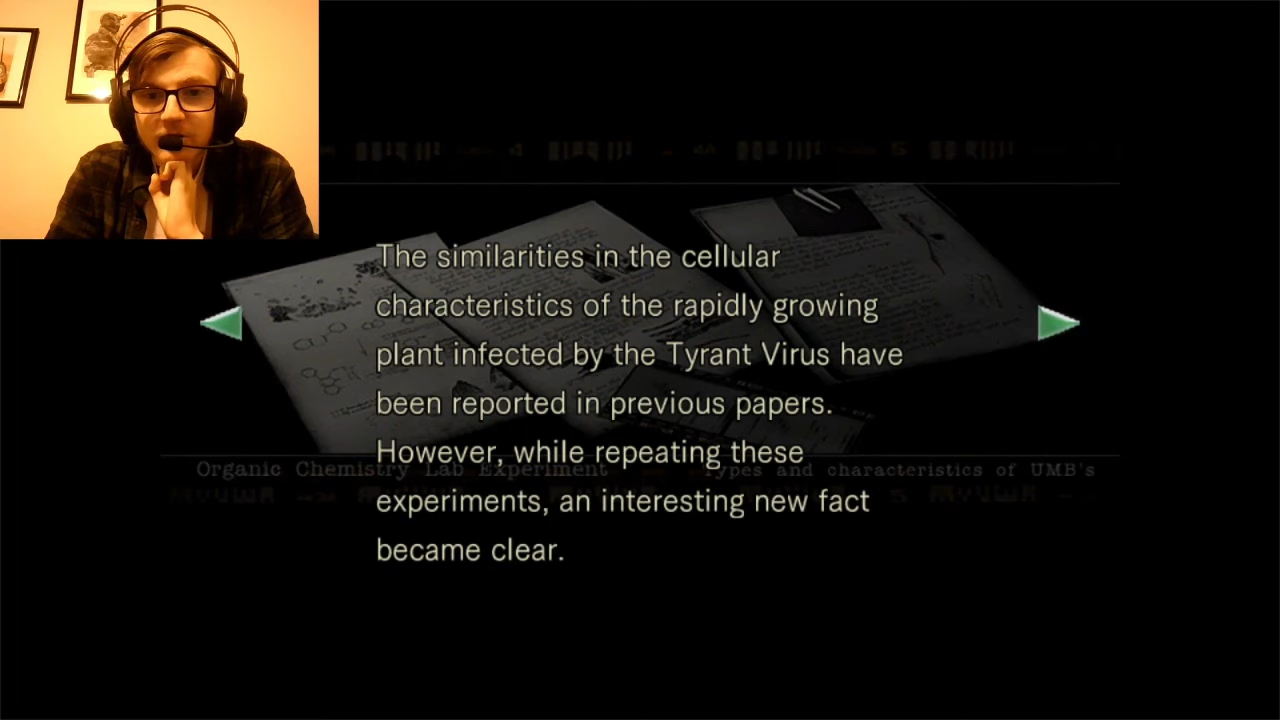 The similarities in the cellular
characteristics of the rapidly growing
plant infected by the Tyrant Virus have
been reported in previous papers.
However, while repeating these
Organic Chemistry Lab Experiment Types and characteristics of UMB's
experiments, an interesting new fact
became clear.